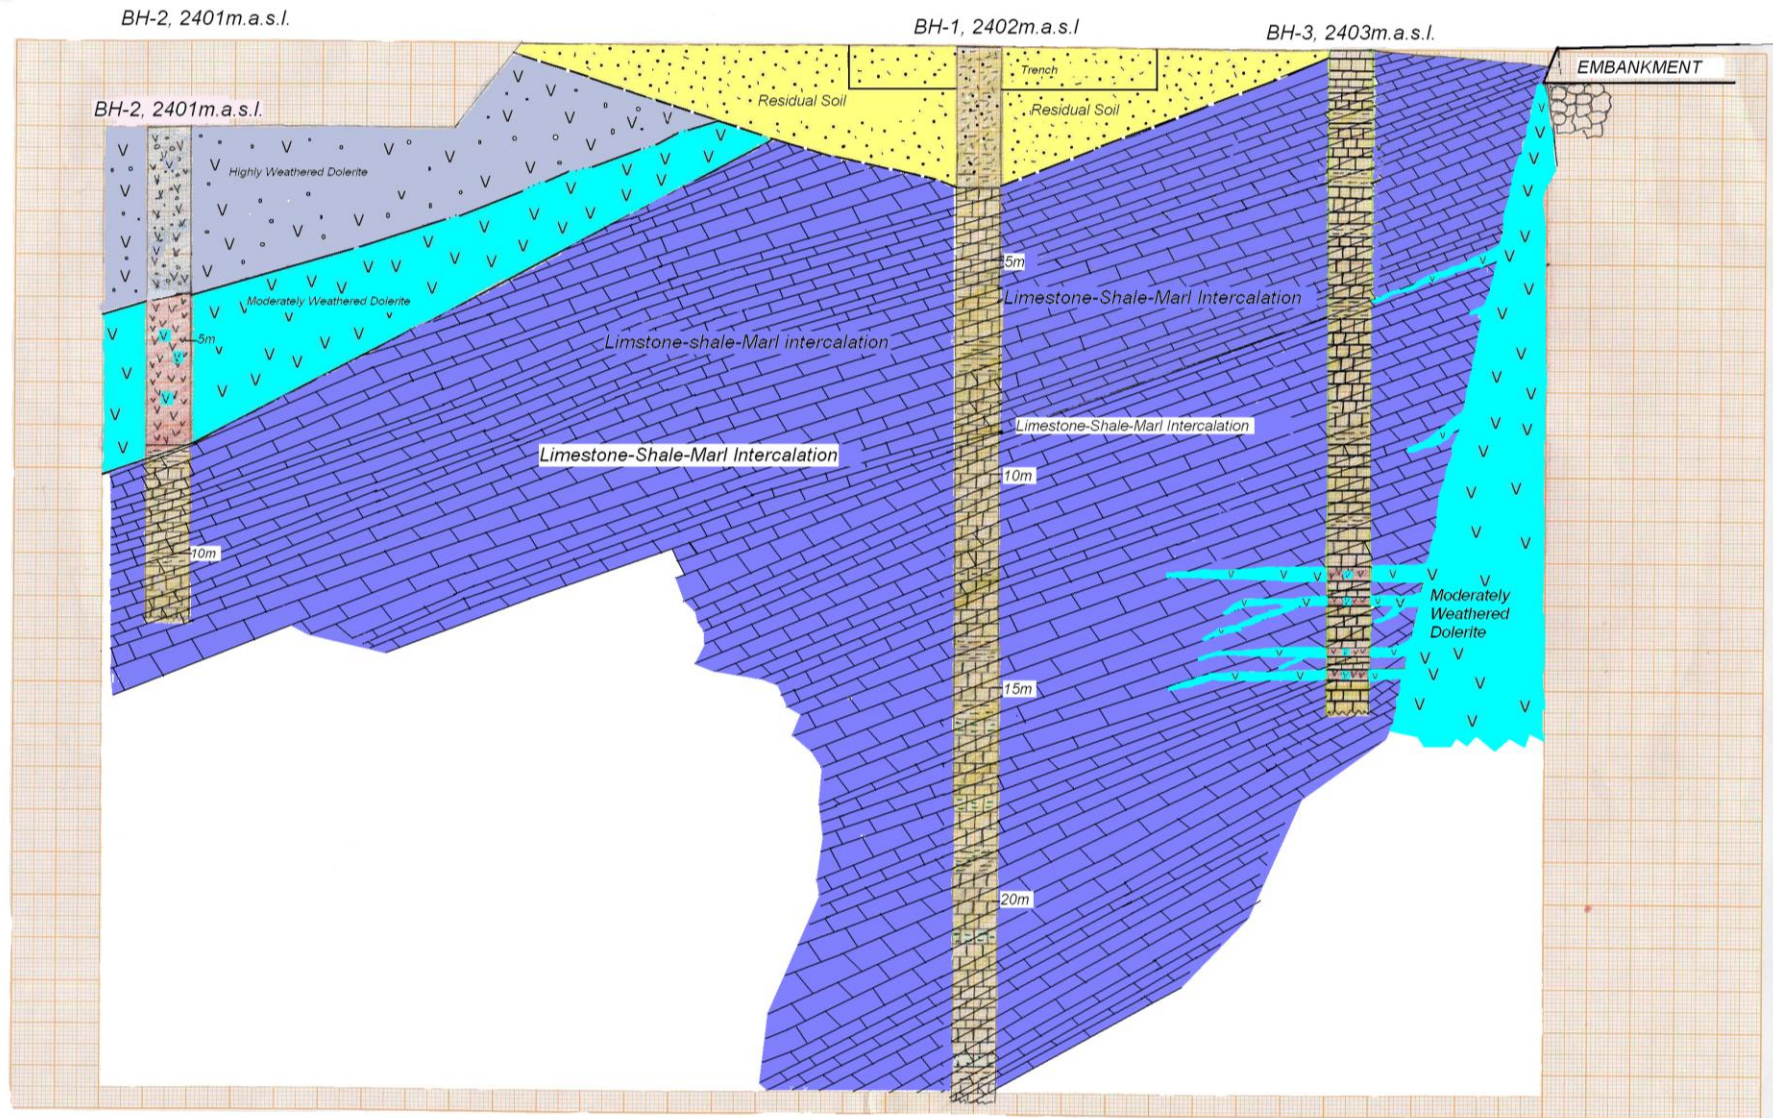 BH-2, 2401m.a.s.l.
BH-1, 2402m.a.s.l
BH-3, 2403m.a.s.l.
EMBANKMENT
Trench
Residual Soil
Residual Soil
BH-2, 2401m.a.s.l.
Highly Weathered Dolerite
5m
Moderately Weathered Dolerite
Limestone-Shale-Marl Intercalation
5m
Limstone-shale-Marl intercalation
Limestone-Shale-Marl Intercalation
Limestone-Shale-Marl Intercalation
10m
10m
Moderately
Weathered
Dolerite
15m
20m